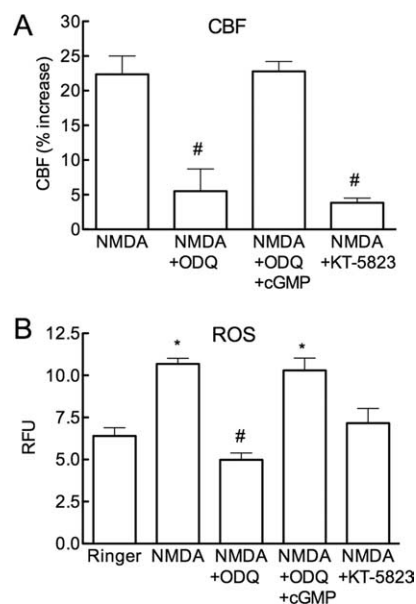 A
CBF
CBF (% increase)
30
25
20
15
10
5
0
#
#
NMDA
NMDA
+ODQ
NMDA
+ODQ
+cGMP
NMDA
+KT-5823
B
ROS
RFU
12.5
10.0
7.5
5.0
2.5
0.0
*
#
*
Ringer
NMDA
NMDA
+ODQ
NMDA
+ODQ
+cGMP
NMDA
+KT-5823